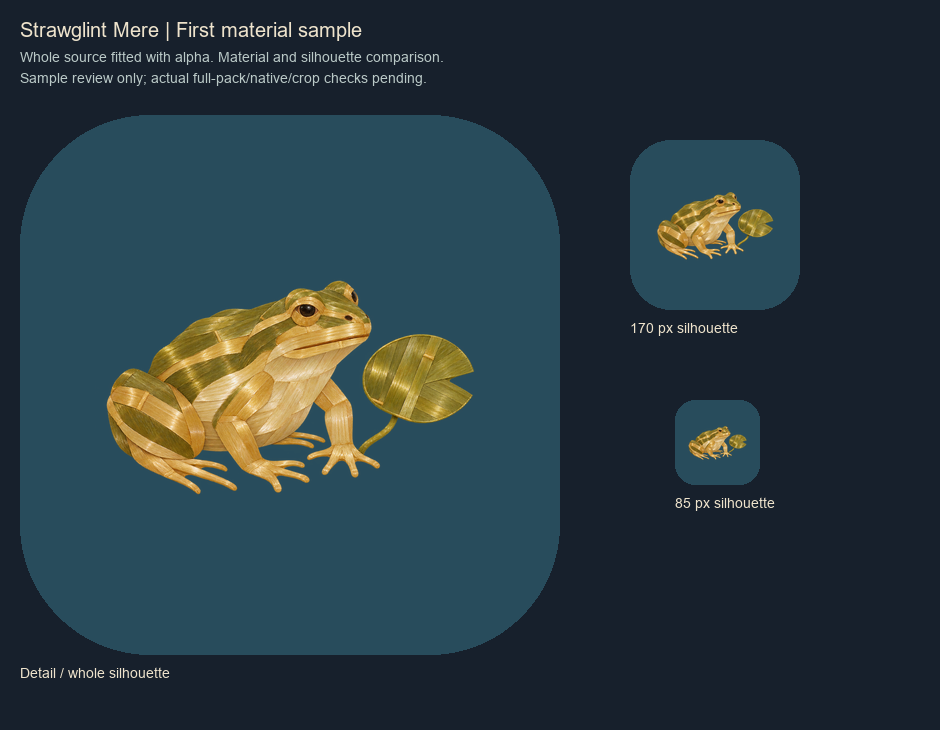 Strawglint Mere | First material sample
Whole source fitted with alpha. Material and silhouette comparison.
Sample review only; actual full-pack/native/crop checks pending.
170 px silhouette
85 px silhouette
Detail / whole silhouette